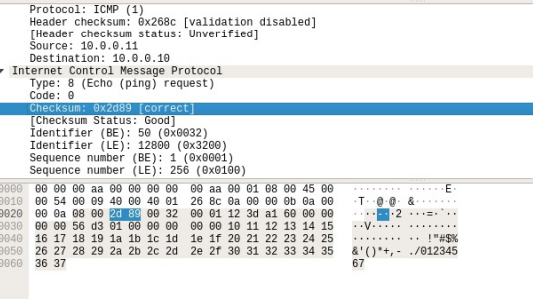 Protocol: ICMP (1)
Header checksum: 0x268c [validation disabled]
[Header checksum status: Unverified]
Source: 10.0.0.11
Destination: 10.0.0.10
Internet Control Message Protocol
Type: 8 (Echo (ping) request)
Code: 0
Checksum: 0x2d89 [correct]
[Checksum Status: Good]
Identifier (BE): 50 (0x0032)
Identifier (LE): 12800 (0x3200)
Sequence number (BE): 1 (0x0001)
Sequence number (LE): 256 (0x0100)
0000 00 00 00 aa 00 00 00 00 00 aa 00 01 08 00 45 00 ········ ······E·
0010 00 54 00 09 40 00 40 01 26 8c 0a 00 00 0b 0a 00 ·T··@·@· &·······
0020 00 0a 08 00 2d 89 00 32 00 01 12 3d a1 60 00 00 ····-··2 ···=·`··
0030 00 00 56 d3 01 00 00 00 00 00 10 11 12 13 14 15 ··V····· ········
0040 16 17 18 19 1a 1b 1c 1d 1e 1f 20 21 22 23 24 25 ········ ·· !"#$%
0050 26 27 28 29 2a 2b 2c 2d 2e 2f 30 31 32 33 34 35 &'()*+,- ./012345
0060 36 37 67